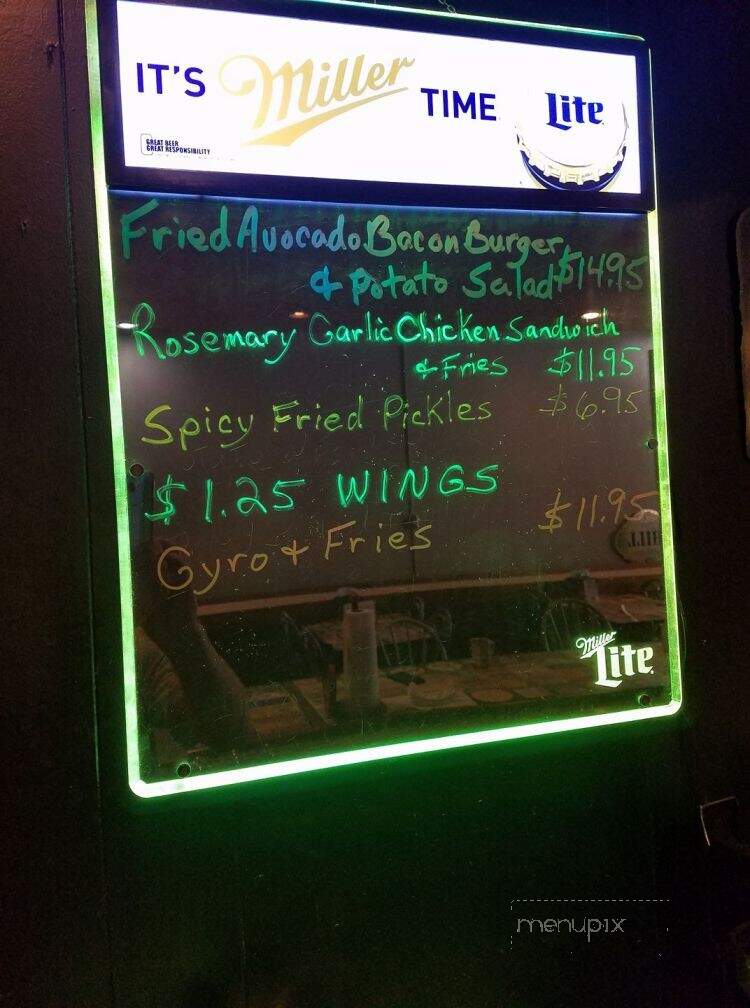 IT'S Miller TIME Lite
GREAT BEER
GREAT RESPONSIBILITY
Fried Avocado Bacon Burger
& Potato Salad $14.95
Rosemary Garlic Chicken Sandwich
& Fries $11.95
Spicy Fried Pickles $6.95
$1.25 WINGS
Gyro & Fries $11.95
Miller
Lite
menupix